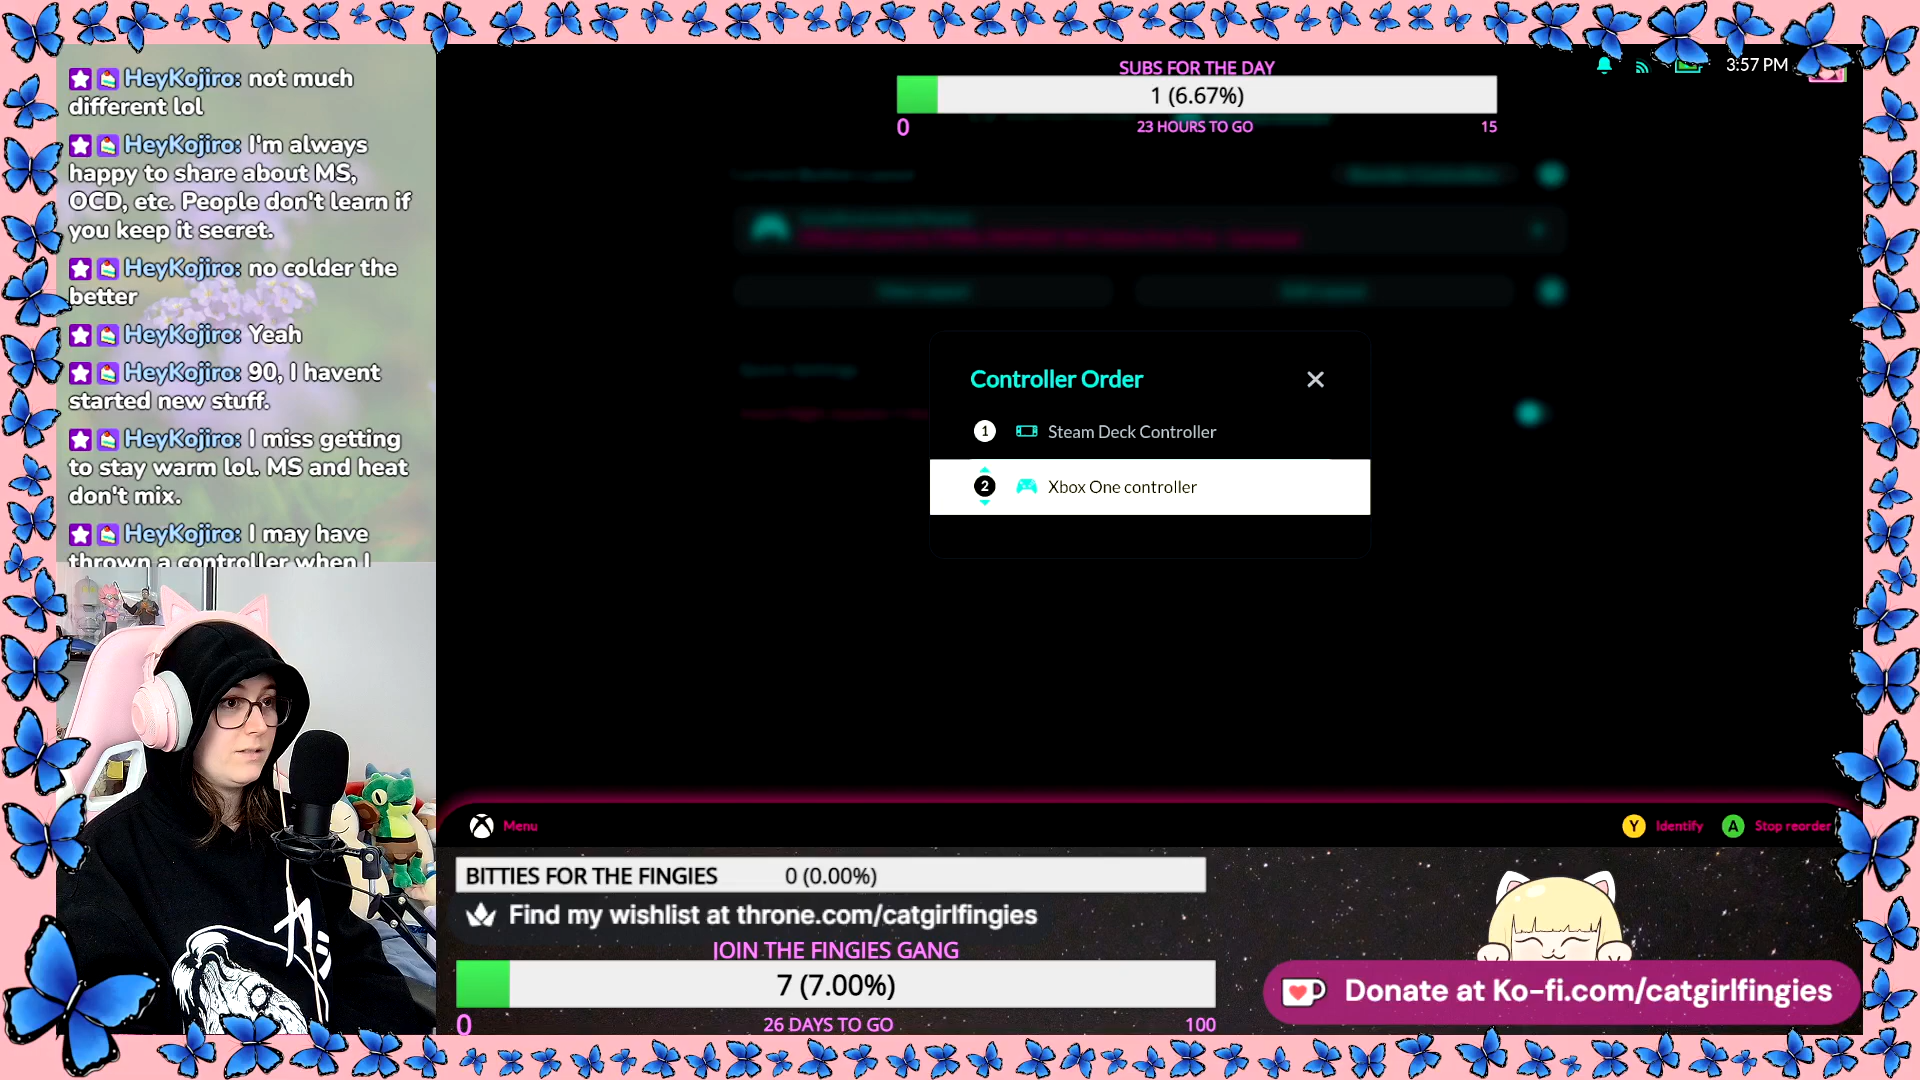 HeyKojiro: not much
different lol
HeyKojiro: I'm always
happy to share about MS,
OCD, etc. People don't learn if
you keep it secret.
HeyKojiro: no colder the
better
HeyKojiro: Yeah
HeyKojiro: 90, I havent
started new stuff.
HeyKojiro: I miss getting
to stay warm lol. MS and heat
don't mix.
HeyKojiro: I may have
thrown a controller when I
SUBS FOR THE DAY
1 (6.67%)
0 23 HOURS TO GO 15
3:57 PM
Controller Order
1 Steam Deck Controller
2 Xbox One controller
Menu
Y Identify A Stop reorder
BITTIES FOR THE FINGIES 0 (0.00%)
Find my wishlist at throne.com/catgirlfingies
JOIN THE FINGIES GANG
7 (7.00%)
0 26 DAYS TO GO 100
Donate at Ko-fi.com/catgirlfingies